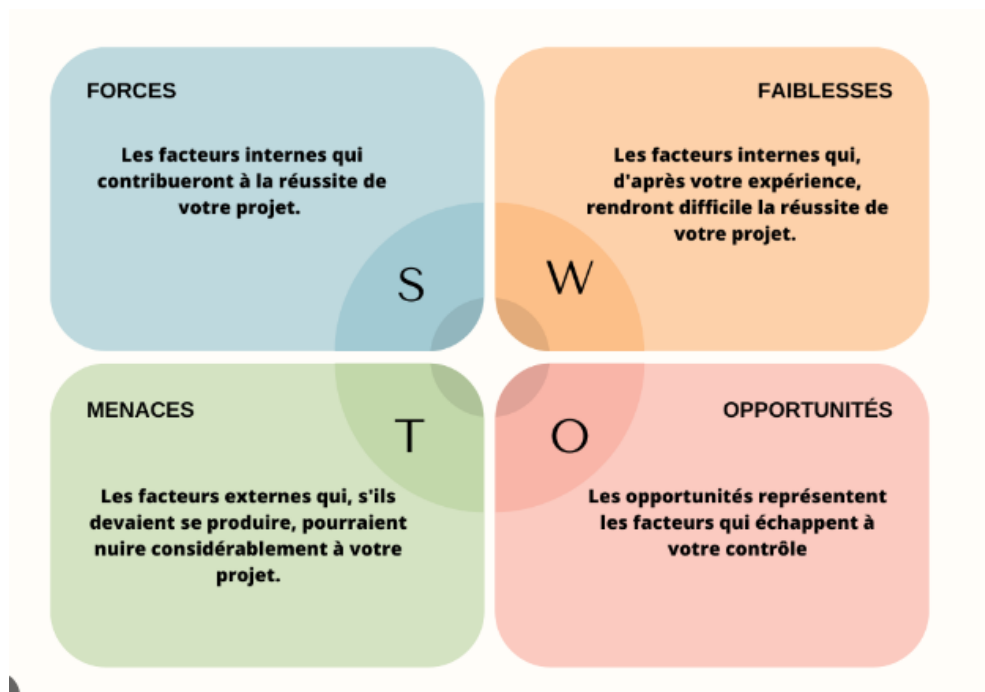 FORCES
Les facteurs internes qui
contribueront à la réussite de
votre projet.
S
FAIBLESSES
Les facteurs internes qui,
d'après votre expérience,
rendront difficile la réussite de
votre projet.
W
MENACES
T
Les facteurs externes qui, s'ils
devaient se produire, pourraient
nuire considérablement à votre
projet.
OPPORTUNITÉS
O
Les opportunités représentent
les facteurs qui échappent à
votre contrôle